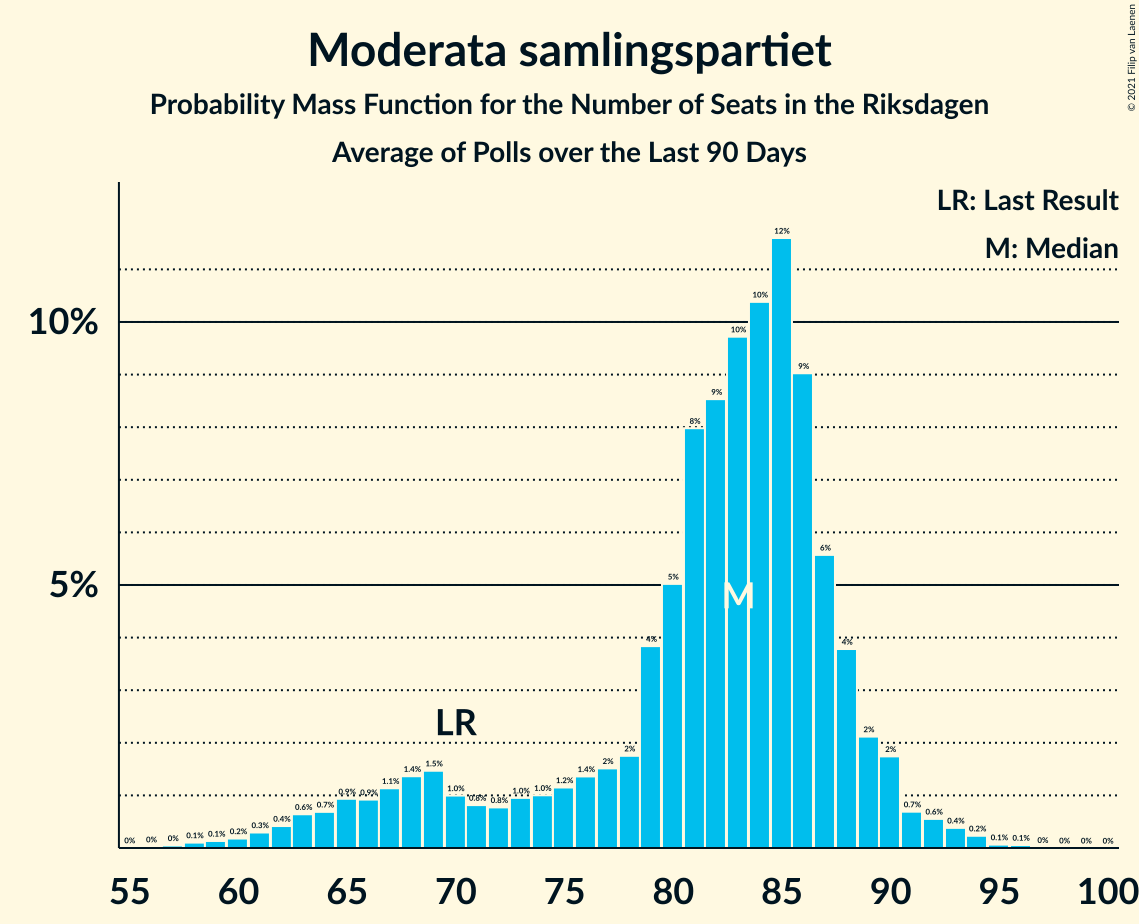 © 2021 Filip van Laenen
Moderata samlingspartiet
Probability Mass Function for the Number of Seats in the Riksdagen
Average of Polls over the Last 90 Days
LR: Last Result
M: Median
10%
5%
0% 0% 0% 0.1% 0.1% 0.2% 0.3% 0.4% 0.6% 0.7% 0.9% 0.9% 1.1% 1.4% 1.5% 1.0% 0.8% 0.8% 1.0% 1.0% 1.2% 1.4% 2% 2% 4% 5% 8% 9% 10% 10% 12% 9% 6% 4% 2% 2% 0.7% 0.6% 0.4% 0.2% 0.1% 0.1% 0% 0% 0% 0%
M
LR
55 60 65 70 75 80 85 90 95 100